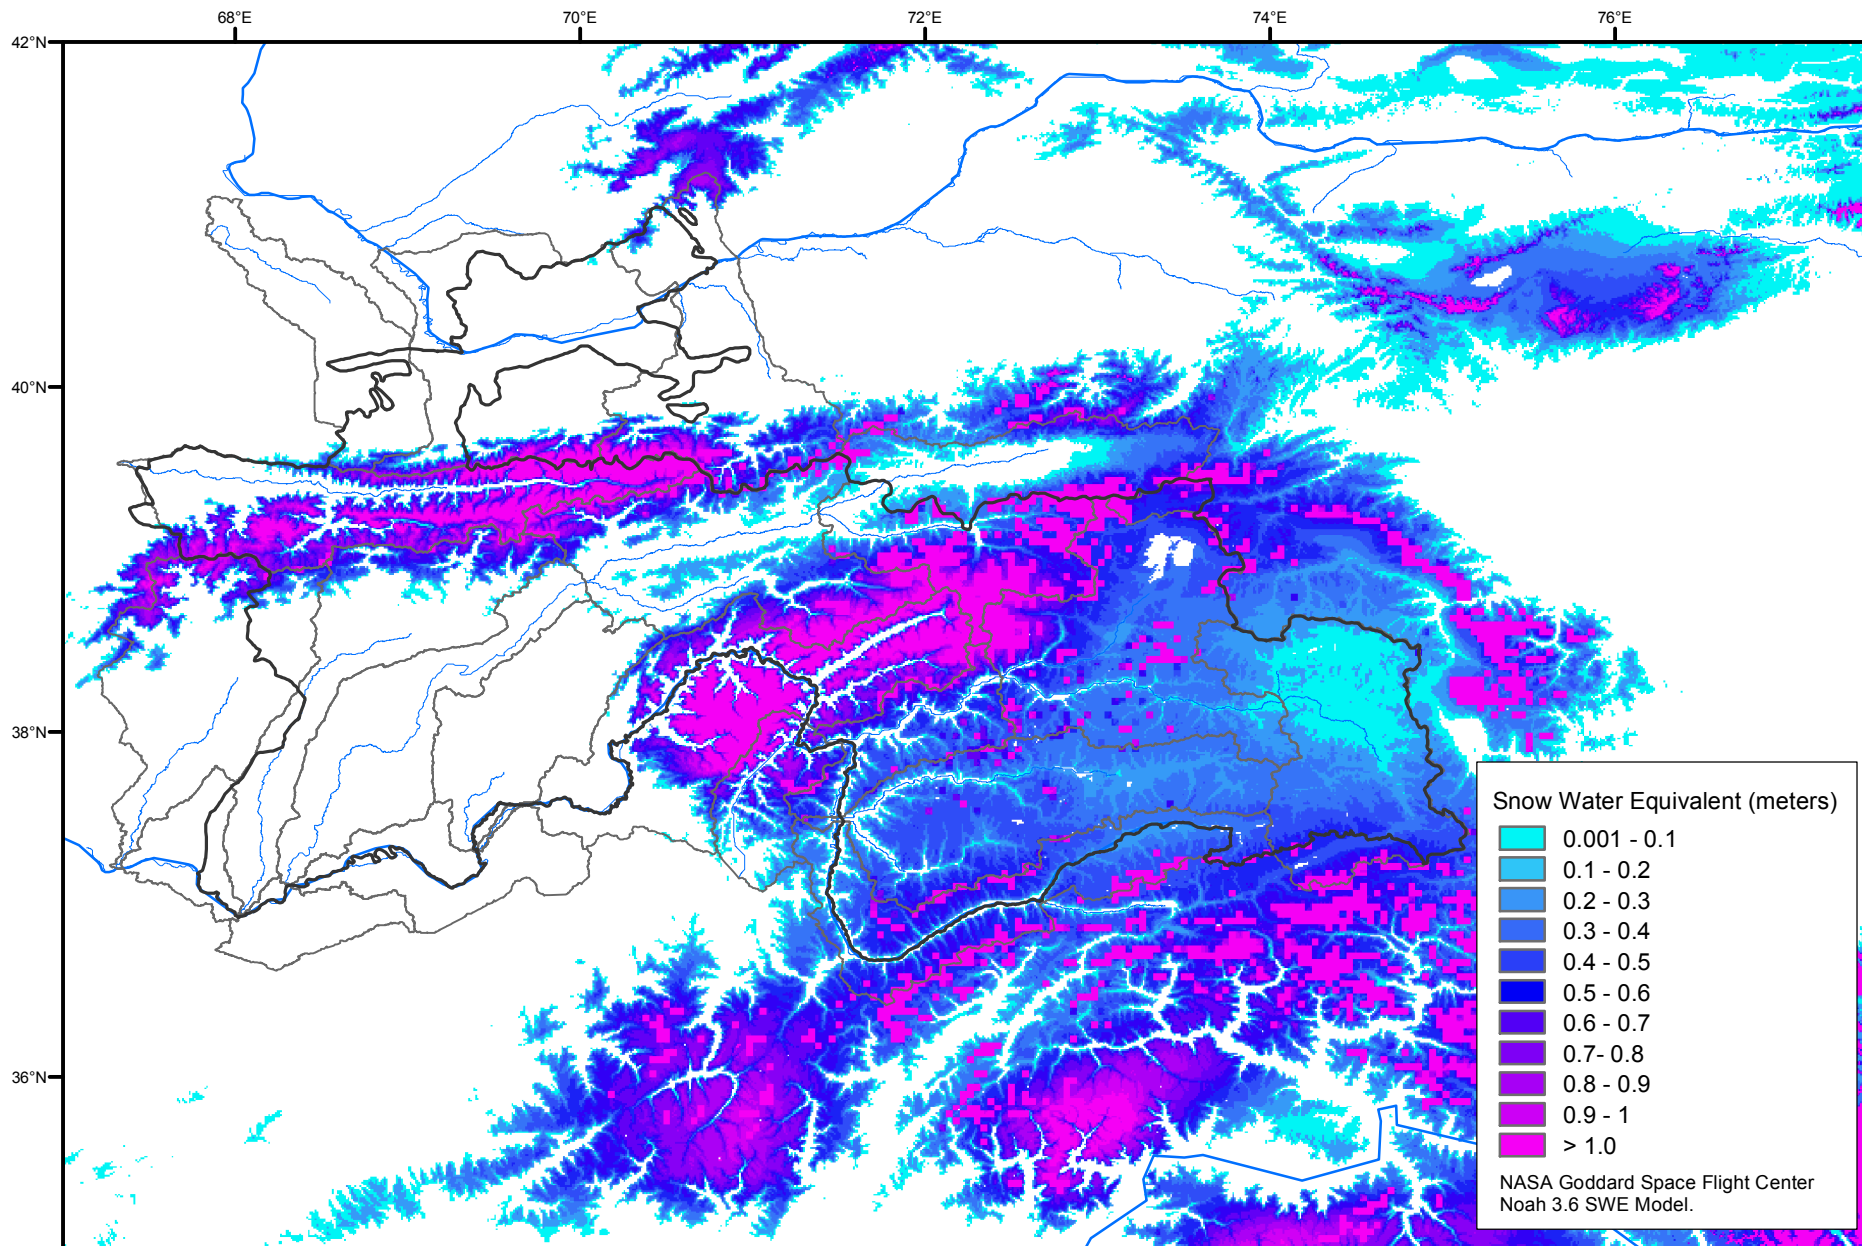 68°E
70°E
72°E
74°E
76°E
42°N
40°N
38°N
36°N
Snow Water Equivalent (meters)
0.001 - 0.1
0.1 - 0.2
0.2 - 0.3
0.3 - 0.4
0.4 - 0.5
0.5 - 0.6
0.6 - 0.7
0.7- 0.8
0.8 - 0.9
0.9 - 1
> 1.0
NASA Goddard Space Flight Center
Noah 3.6 SWE Model.